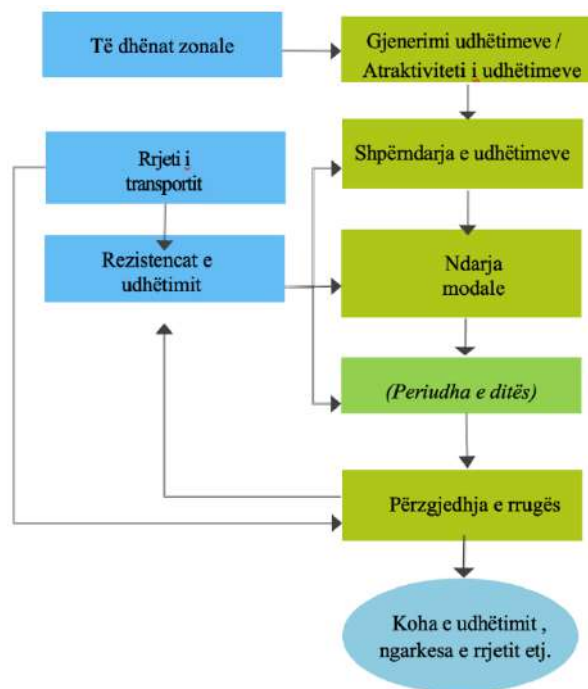 Të dhënat zonale
Gjenerimi udhëtimeve /
Atraktiviteti i udhëtimeve
Shpërndarja e udhëtimeve
Rrjeti i
transportit
Rezistencat e
udhëtimit
Ndarja
modale
(Periudha e ditës)
Përzgjedhja e rrugës
Koha e udhëtimit ,
ngarkesa e rrjetit etj.